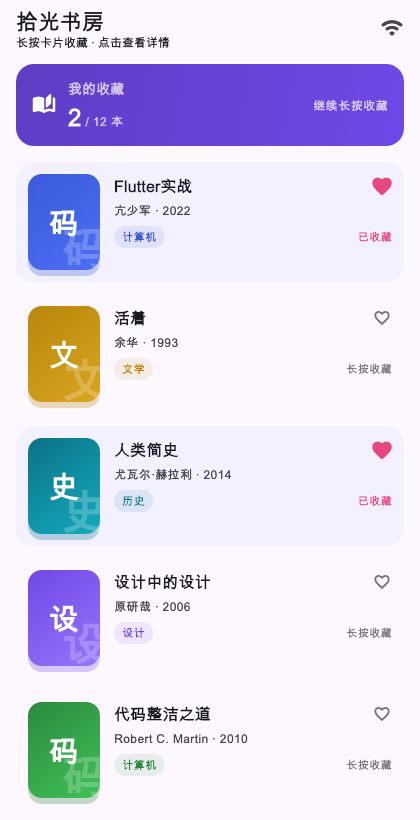 拾光书房
长按卡片收藏 · 点击查看详情
我的收藏
2 / 12 本
继续长按收藏
码
码
Flutter实战
亢少军 · 2022
计算机
已收藏
文
文
活着
余华 · 1993
文学
长按收藏
史
史
人类简史
尤瓦尔·赫拉利 · 2014
历史
已收藏
设
设
设计中的设计
原研哉 · 2006
设计
长按收藏
码
码
代码整洁之道
Robert C. Martin · 2010
计算机
长按收藏